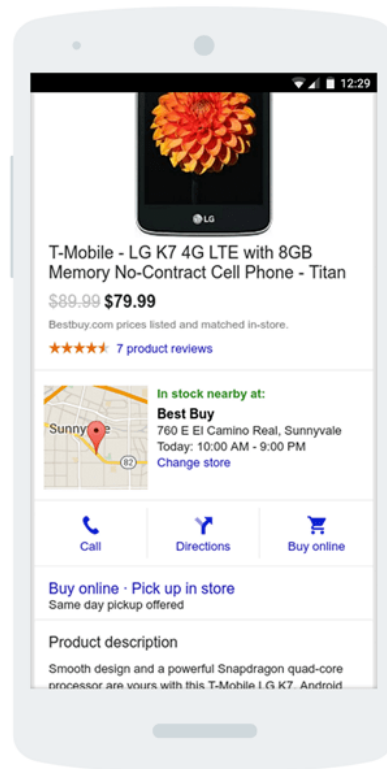 12:29
LG
T-Mobile - LG K7 4G LTE with 8GB
Memory No-Contract Cell Phone - Titan
$89.99 $79.99
Bestbuy.com prices listed and matched in-store.
7 product reviews
In stock nearby at:
Best Buy
760 E El Camino Real, Sunnyvale
Today: 10:00 AM - 9:00 PM
Change store
Sunny e
82
Call Directions Buy online
Buy online · Pick up in store
Same day pickup offered
Product description
Smooth design and a powerful Snapdragon quad-core
processor are yours with this T-Mobile LG K7. Android